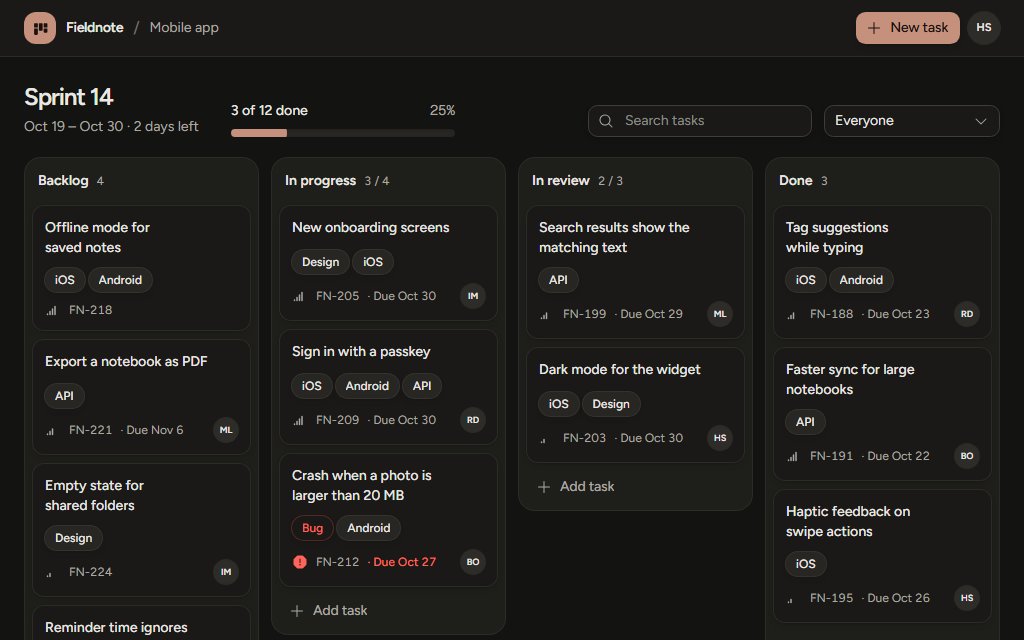 Fieldnote / Mobile app
New task
HS
Sprint 14
Oct 19 – Oct 30 · 2 days left
3 of 12 done
25%
Search tasks
Everyone
Backlog 4
Offline mode for
saved notes
iOS
Android
FN-218
Export a notebook as PDF
API
FN-221 · Due Nov 6
ML
Empty state for
shared folders
Design
FN-224
IM
Reminder time ignores
In progress 3 / 4
New onboarding screens
Design
iOS
FN-205 · Due Oct 30
IM
Sign in with a passkey
iOS
Android
API
FN-209 · Due Oct 30
RD
Crash when a photo is
larger than 20 MB
Bug
Android
FN-212 · Due Oct 27
BO
Add task
In review 2 / 3
Search results show the
matching text
API
FN-199 · Due Oct 29
ML
Dark mode for the widget
iOS
Design
FN-203 · Due Oct 30
HS
Add task
Done 3
Tag suggestions
while typing
iOS
Android
FN-188 · Due Oct 23
RD
Faster sync for large
notebooks
API
FN-191 · Due Oct 22
BO
Haptic feedback on
swipe actions
iOS
FN-195 · Due Oct 26
HS